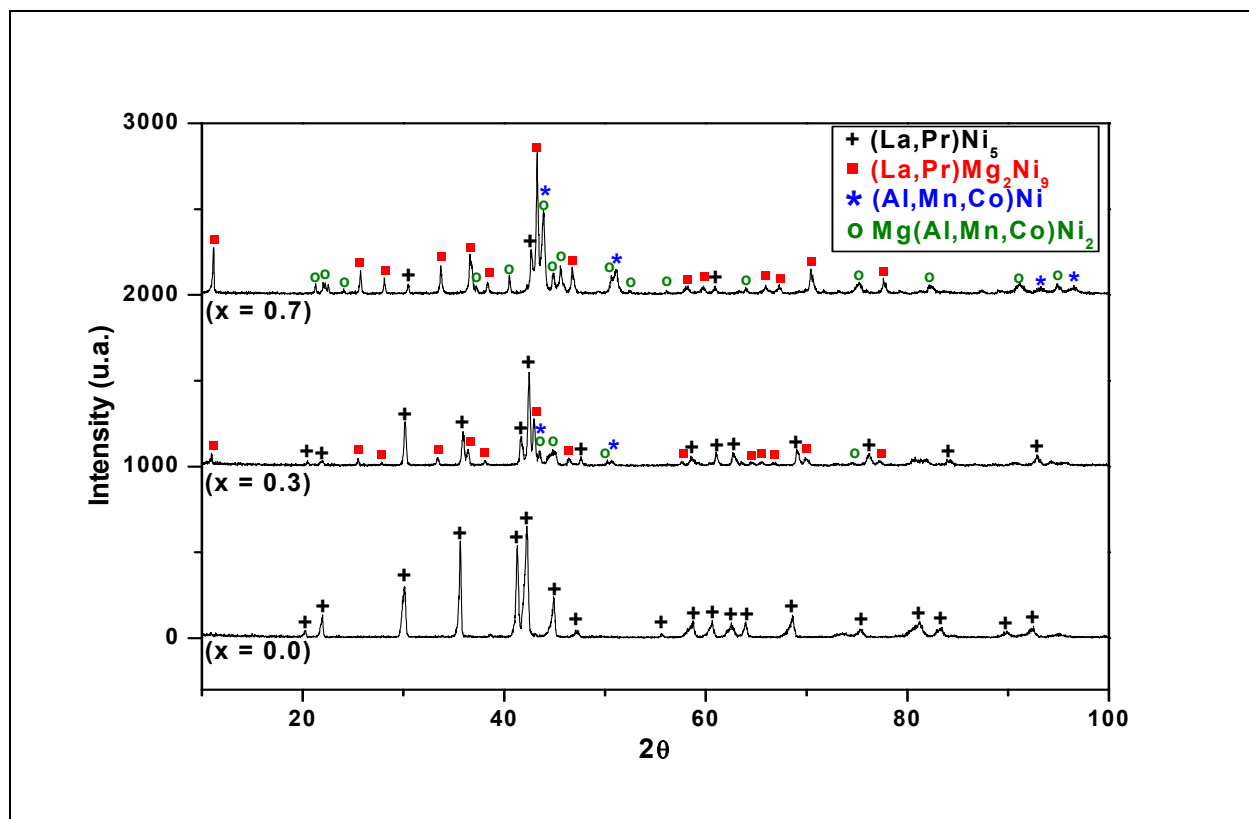 3000
2000
1000
0
Intensity (u.a.)
+ (La,Pr)Ni₅
■ (La,Pr)Mg₂Ni₉
* (Al,Mn,Co)Ni
o Mg(Al,Mn,Co)Ni₂
(x = 0.7)
(x = 0.3)
(x = 0.0)
20 40 60 80 100
2θ